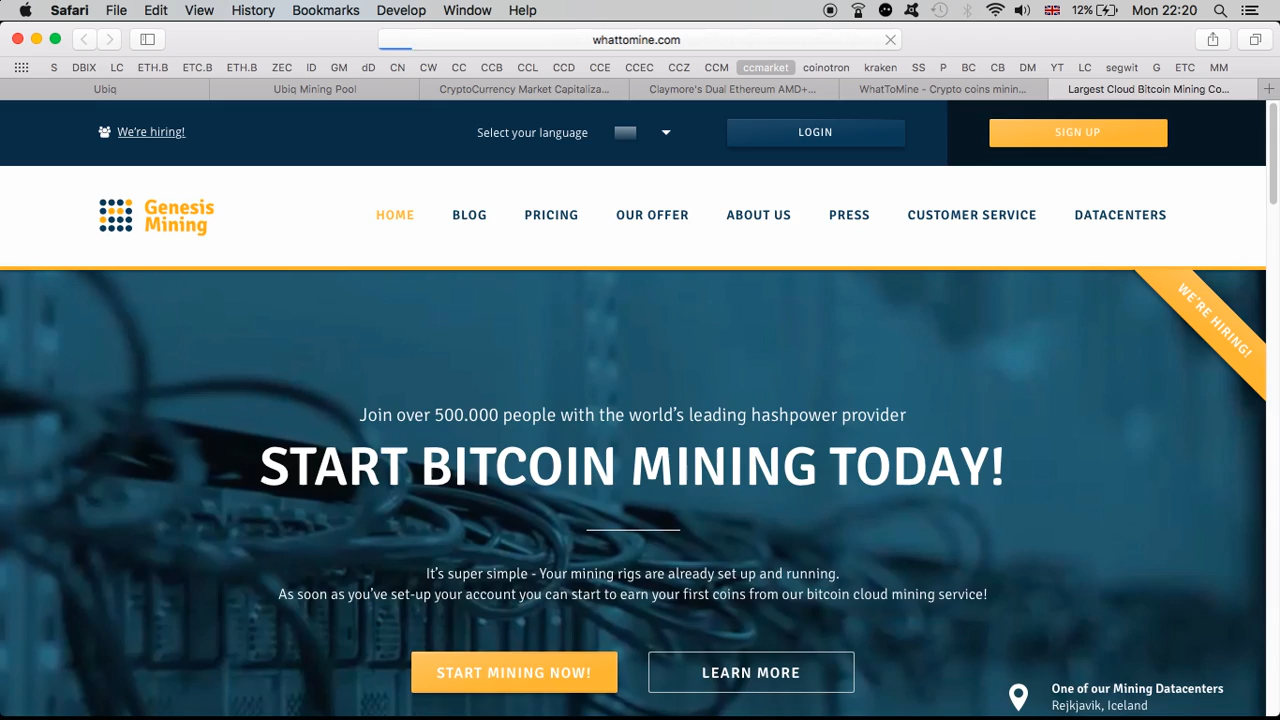 Safari File Edit View History Bookmarks Develop Window Help 12% Mon 22:20
whattomine.com
S DBIX LC ETH.B ETC.B ETH.B ZEC ID GM dD CN CW CC CCB CCL CCD CCE CCEC CCZ CCM ccmarket coinotron kraken SS P BC CB DM YT LC segwit G ETC MM
Ubiq Ubiq Mining Pool CryptoCurrency Market Capitaliza... Claymore's Dual Ethereum AMD+... WhatToMine - Crypto coins minin... Largest Cloud Bitcoin Mining Co...
We're hiring! Select your language LOGIN SIGN UP
Genesis
Mining
HOME BLOG PRICING OUR OFFER ABOUT US PRESS CUSTOMER SERVICE DATACENTERS
WE'RE HIRING!
Join over 500.000 people with the world's leading hashpower provider
START BITCOIN MINING TODAY!
It's super simple - Your mining rigs are already set up and running.
As soon as you've set-up your account you can start to earn your first coins from our bitcoin cloud mining service!
START MINING NOW! LEARN MORE
One of our Mining Datacenters
Rejkjavik, Iceland